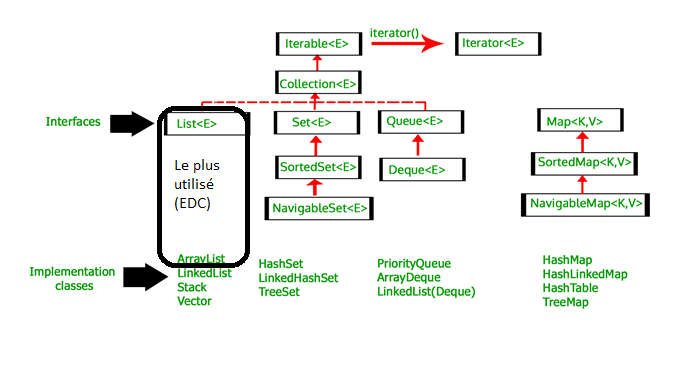 iterator()
Iterable<E>
Iterator<E>
Collection<E>
Interfaces
List<E>
Set<E>
Queue<E>
Map<K,V>
Le plus
utilisé
(EDC)
SortedSet<E>
Deque<E>
SortedMap<K,V>
NavigableSet<E>
NavigableMap<K,V>
Implementation
classes
ArrayList
LinkedList
Stack
Vector
HashSet
LinkedHashSet
TreeSet
PriorityQueue
ArrayDeque
LinkedList(Deque)
HashMap
HashLinkedMap
HashTable
TreeMap